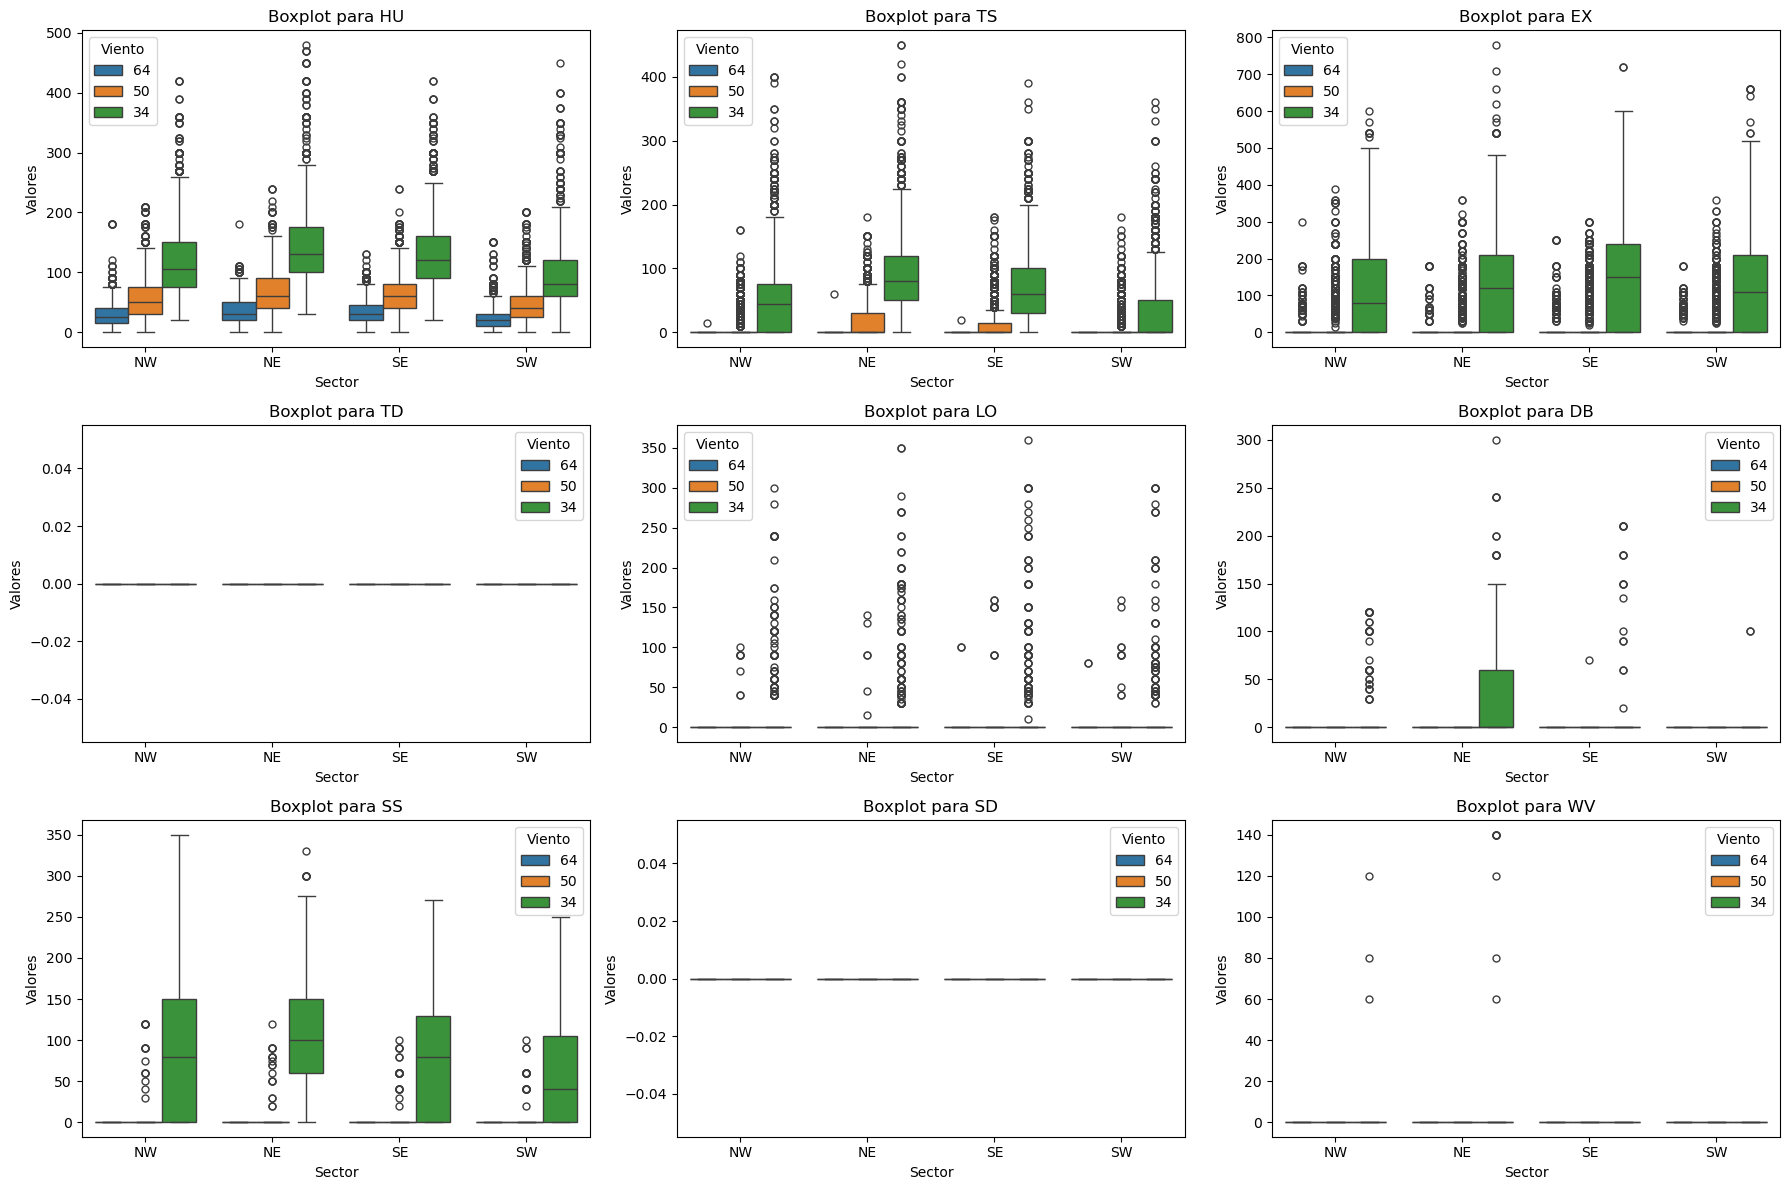 Boxplot para HU
Viento
64
50
34
Valores
500
400
300
200
100
0
NW NE SE SW
Sector
Boxplot para TS
Viento
64
50
34
Valores
400
300
200
100
0
NW NE SE SW
Sector
Boxplot para EX
Viento
64
50
34
Valores
800
700
600
500
400
300
200
100
0
NW NE SE SW
Sector
Boxplot para TD
Viento
64
50
34
Valores
0.04
0.02
0.00
−0.02
−0.04
NW NE SE SW
Sector
Boxplot para LO
Viento
64
50
34
Valores
350
300
250
200
150
100
50
0
NW NE SE SW
Sector
Boxplot para DB
Viento
64
50
34
Valores
300
250
200
150
100
50
0
NW NE SE SW
Sector
Boxplot para SS
Viento
64
50
34
Valores
350
300
250
200
150
100
50
0
NW NE SE SW
Sector
Boxplot para SD
Viento
64
50
34
Valores
0.04
0.02
0.00
−0.02
−0.04
NW NE SE SW
Sector
Boxplot para WV
Viento
64
50
34
Valores
140
120
100
80
60
40
20
0
NW NE SE SW
Sector